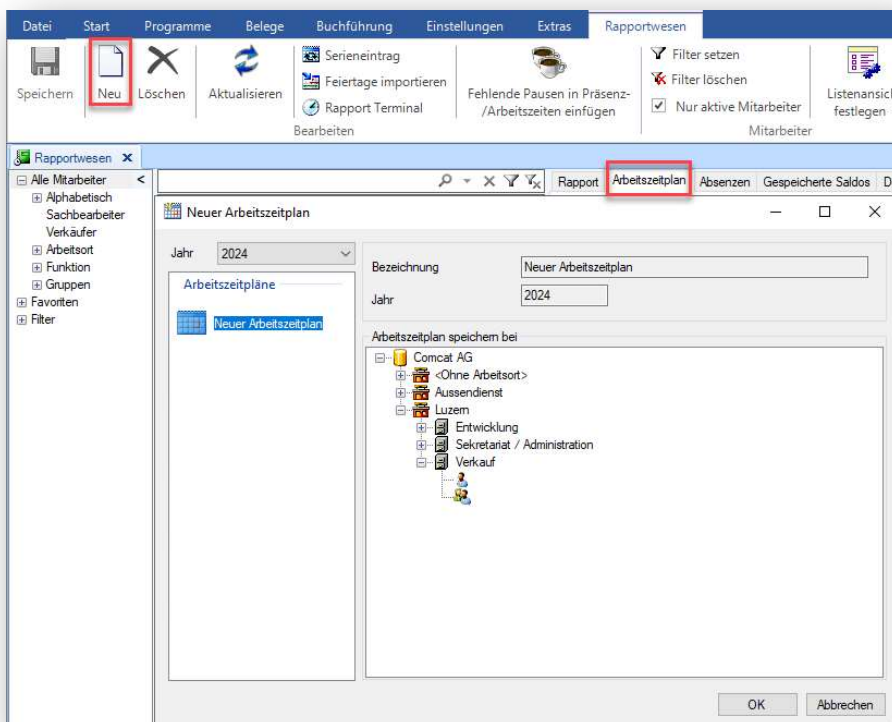 Datei Start Programme Belege Buchführung Einstellungen Extras Rapportwesen
Speichern
Neu
Löschen
Aktualisieren
Serieneintrag
Feiertage importieren
Rapport Terminal
Bearbeiten
Fehlende Pausen in Präsenz-
/Arbeitszeiten einfügen
Filter setzen
Filter löschen
Nur aktive Mitarbeiter
Mitarbeiter
Listenansich
festlegen
Rapportwesen
Alle Mitarbeiter <
Alphabetisch
Sachbearbeiter
Verkäufer
Arbeitsort
Funktion
Gruppen
Favoriten
Filter
Rapport Arbeitszeitplan Absenzen Gespeicherte Saldos D
Neuer Arbeitszeitplan
Jahr 2024
Arbeitszeitpläne
Neuer Arbeitszeitplan
Bezeichnung Neuer Arbeitszeitplan
Jahr 2024
Arbeitszeitplan speichern bei
Comcat AG
<Ohne Arbeitsort>
Aussendienst
Luzern
Entwicklung
Sekretariat / Administration
Verkauf
OK Abbrechen